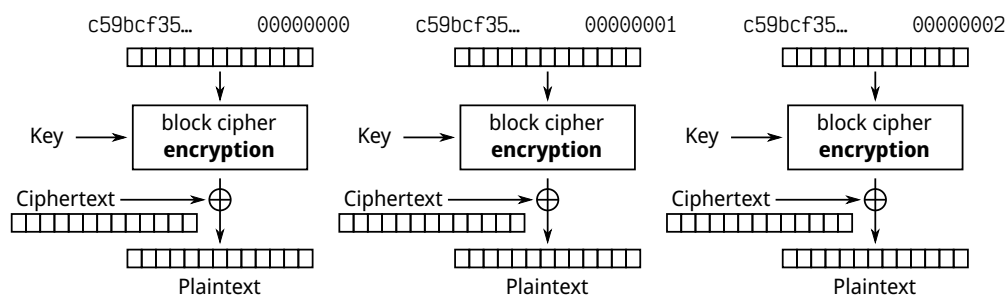 c59bcf35… 00000000 c59bcf35… 00000001 c59bcf35… 00000002
block cipher block cipher block cipher
Key Key Key
encryption encryption encryption
Ciphertext Ciphertext Ciphertext
Plaintext Plaintext Plaintext